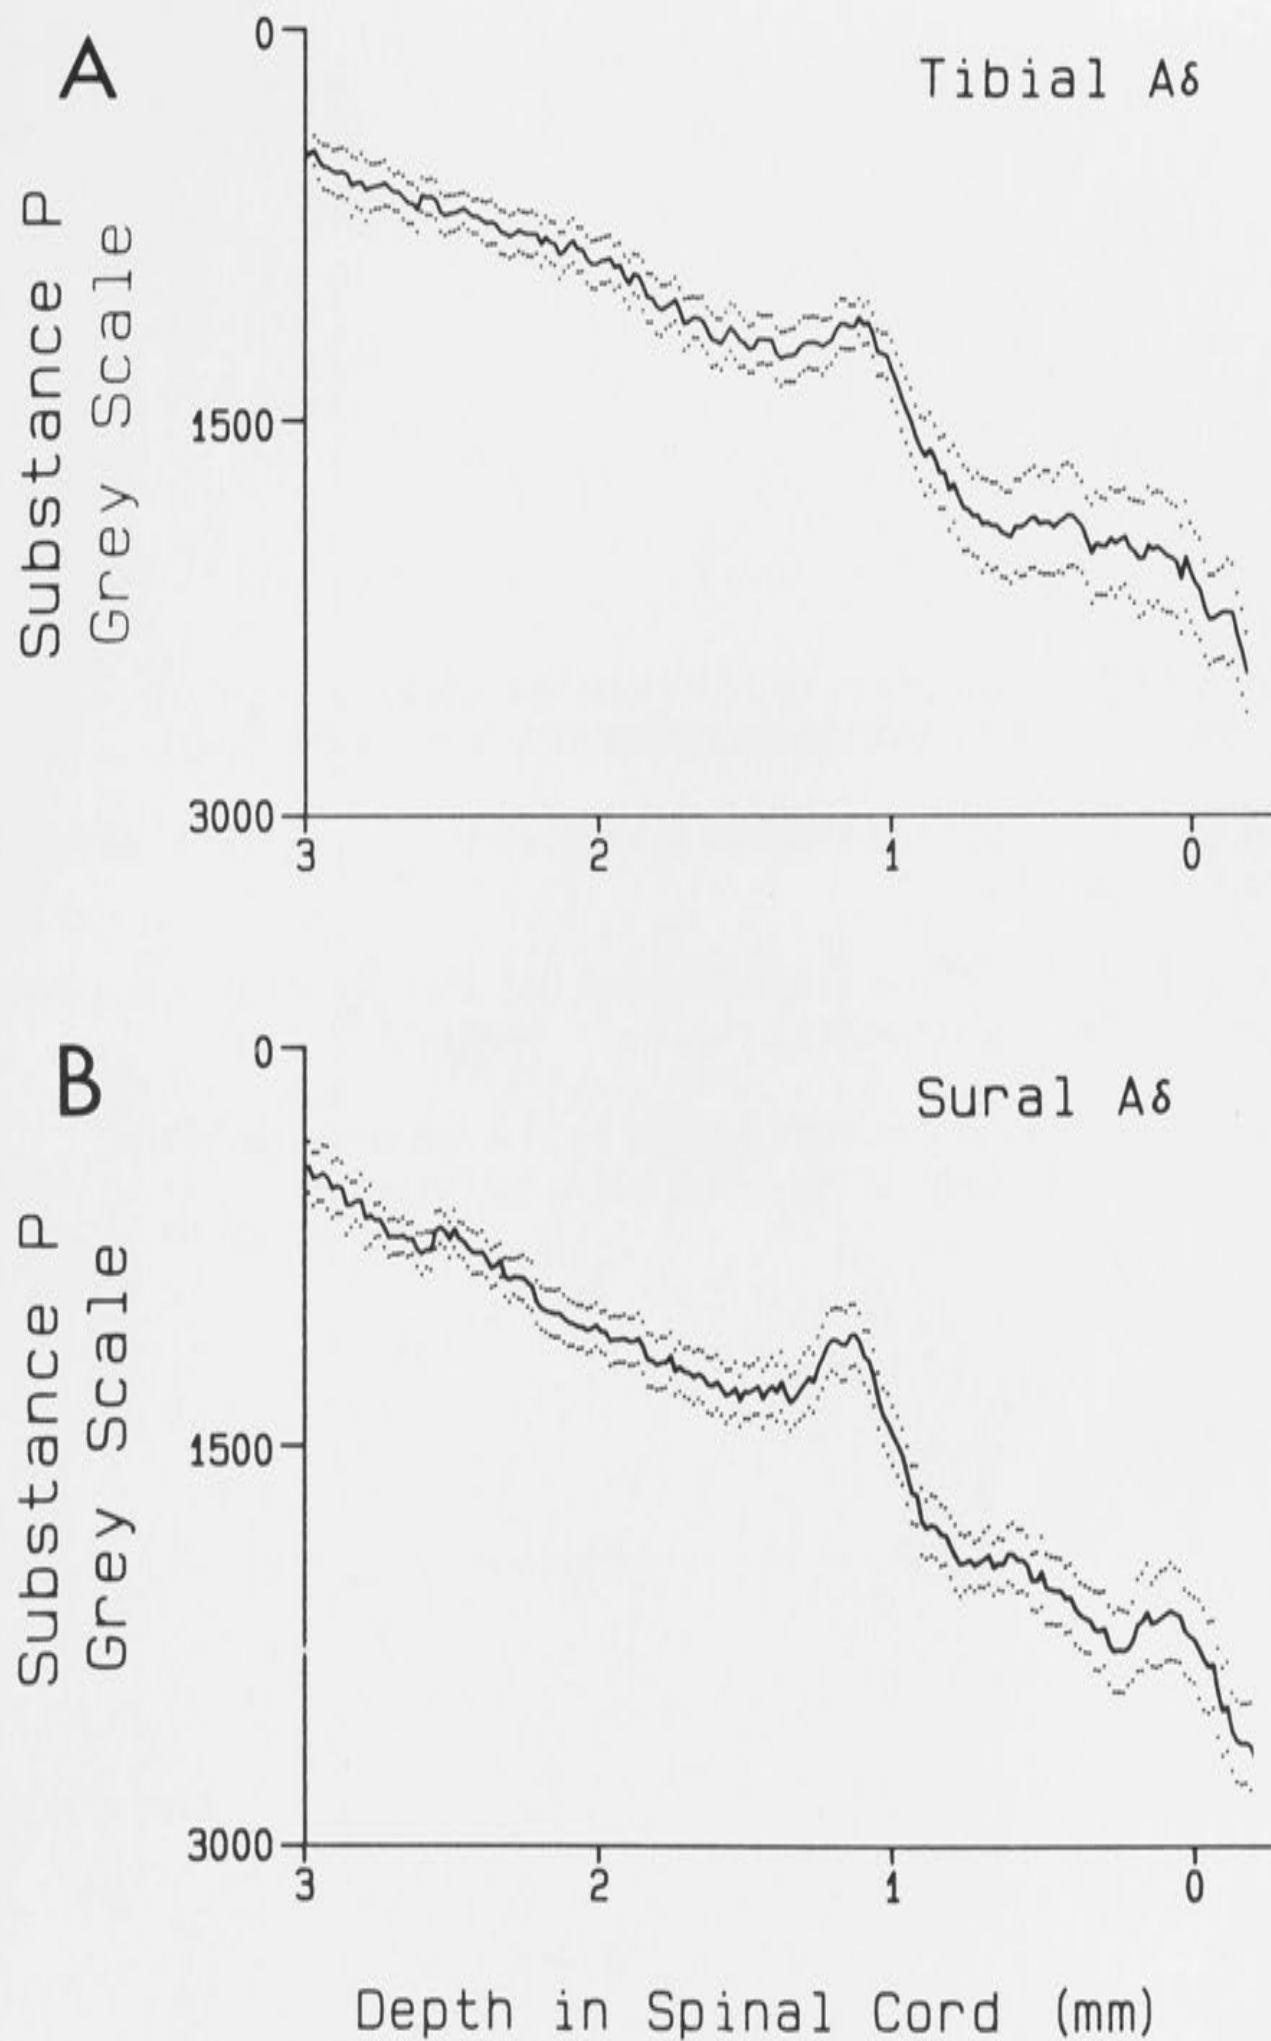 A
Tibial Aδ
Substance P
Grey Scale
0
1500
3000
3 2 1 0
B
Sural Aδ
Substance P
Grey Scale
0
1500
3000
3 2 1 0
Depth in Spinal Cord (mm)